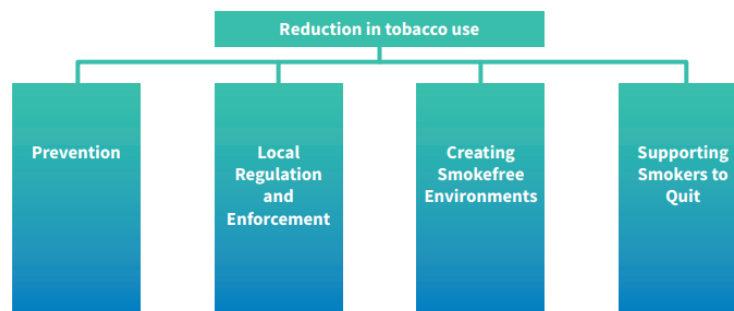 Reduction in tobacco use
Prevention
Local
Regulation
and
Enforcement
Creating
Smokefree
Environments
Supporting
Smokers to
Quit